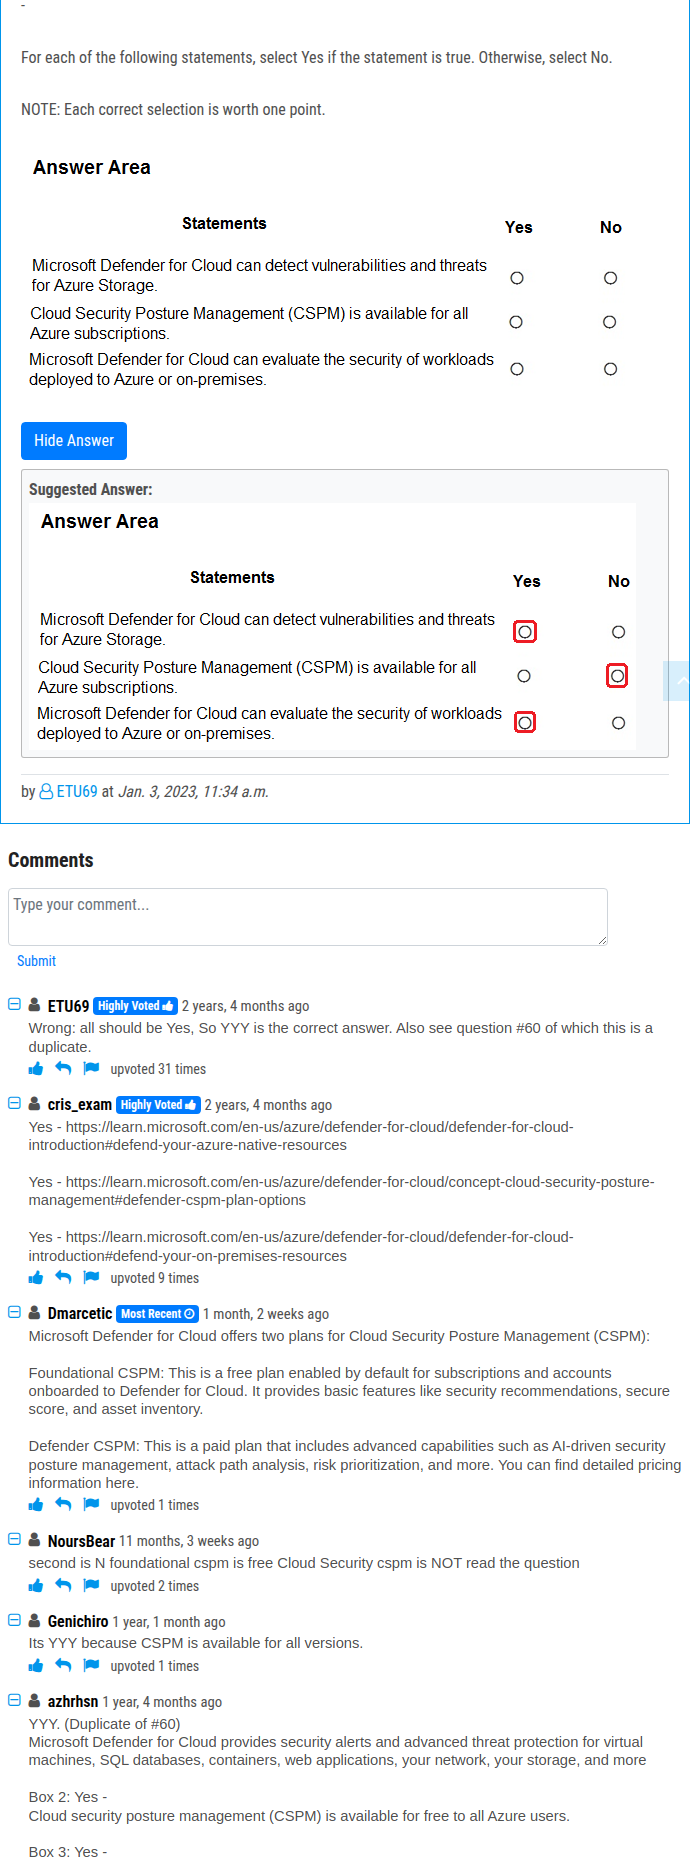 -
For each of the following statements, select Yes if the statement is true. Otherwise, select No.
NOTE: Each correct selection is worth one point.
Answer Area
Statements Yes No
Microsoft Defender for Cloud can detect vulnerabilities and threats
for Azure Storage.
Cloud Security Posture Management (CSPM) is available for all
Azure subscriptions.
Microsoft Defender for Cloud can evaluate the security of workloads
deployed to Azure or on-premises.
Hide Answer
Suggested Answer:
Answer Area
Statements Yes No
Microsoft Defender for Cloud can detect vulnerabilities and threats
for Azure Storage.
Cloud Security Posture Management (CSPM) is available for all
Azure subscriptions.
Microsoft Defender for Cloud can evaluate the security of workloads
deployed to Azure or on-premises.
by ETU69 at Jan. 3, 2023, 11:34 a.m.
Comments
Type your comment...
Submit
ETU69 Highly Voted 2 years, 4 months ago
Wrong: all should be Yes, So YYY is the correct answer. Also see question #60 of which this is a
duplicate.
upvoted 31 times
cris_exam Highly Voted 2 years, 4 months ago
Yes - https://learn.microsoft.com/en-us/azure/defender-for-cloud/defender-for-cloud-
introduction#defend-your-azure-native-resources
Yes - https://learn.microsoft.com/en-us/azure/defender-for-cloud/concept-cloud-security-posture-
management#defender-cspm-plan-options
Yes - https://learn.microsoft.com/en-us/azure/defender-for-cloud/defender-for-cloud-
introduction#defend-your-on-premises-resources
upvoted 9 times
Dmarcetic Most Recent 1 month, 2 weeks ago
Microsoft Defender for Cloud offers two plans for Cloud Security Posture Management (CSPM):
Foundational CSPM: This is a free plan enabled by default for subscriptions and accounts
onboarded to Defender for Cloud. It provides basic features like security recommendations, secure
score, and asset inventory.
Defender CSPM: This is a paid plan that includes advanced capabilities such as AI-driven security
posture management, attack path analysis, risk prioritization, and more. You can find detailed pricing
information here.
upvoted 1 times
NoursBear 11 months, 3 weeks ago
second is N foundational cspm is free Cloud Security cspm is NOT read the question
upvoted 2 times
Genichiro 1 year, 1 month ago
Its YYY because CSPM is available for all versions.
upvoted 1 times
azhrhsn 1 year, 4 months ago
YYY. (Duplicate of #60)
Microsoft Defender for Cloud provides security alerts and advanced threat protection for virtual
machines, SQL databases, containers, web applications, your network, your storage, and more
Box 2: Yes -
Cloud security posture management (CSPM) is available for free to all Azure users.
Box 3: Yes -